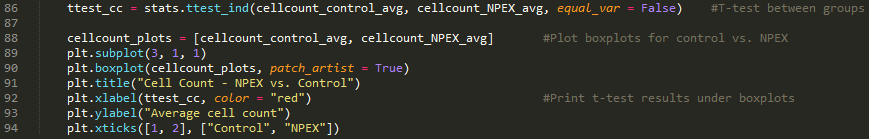 86 ttest_cc = stats.ttest_ind(cellcount_control_avg, cellcount_NPEX_avg, equal_var = False) #T-test between groups
87
88 cellcount_plots = [cellcount_control_avg, cellcount_NPEX_avg] #Plot boxplots for control vs. NPEX
89 plt.subplot(3, 1, 1)
90 plt.boxplot(cellcount_plots, patch_artist = True)
91 plt.title("Cell Count - NPEX vs. Control")
92 plt.xlabel(ttest_cc, color = "red") #Print t-test results under boxplots
93 plt.ylabel("Average cell count")
94 plt.xticks([1, 2], ["Control", "NPEX"])